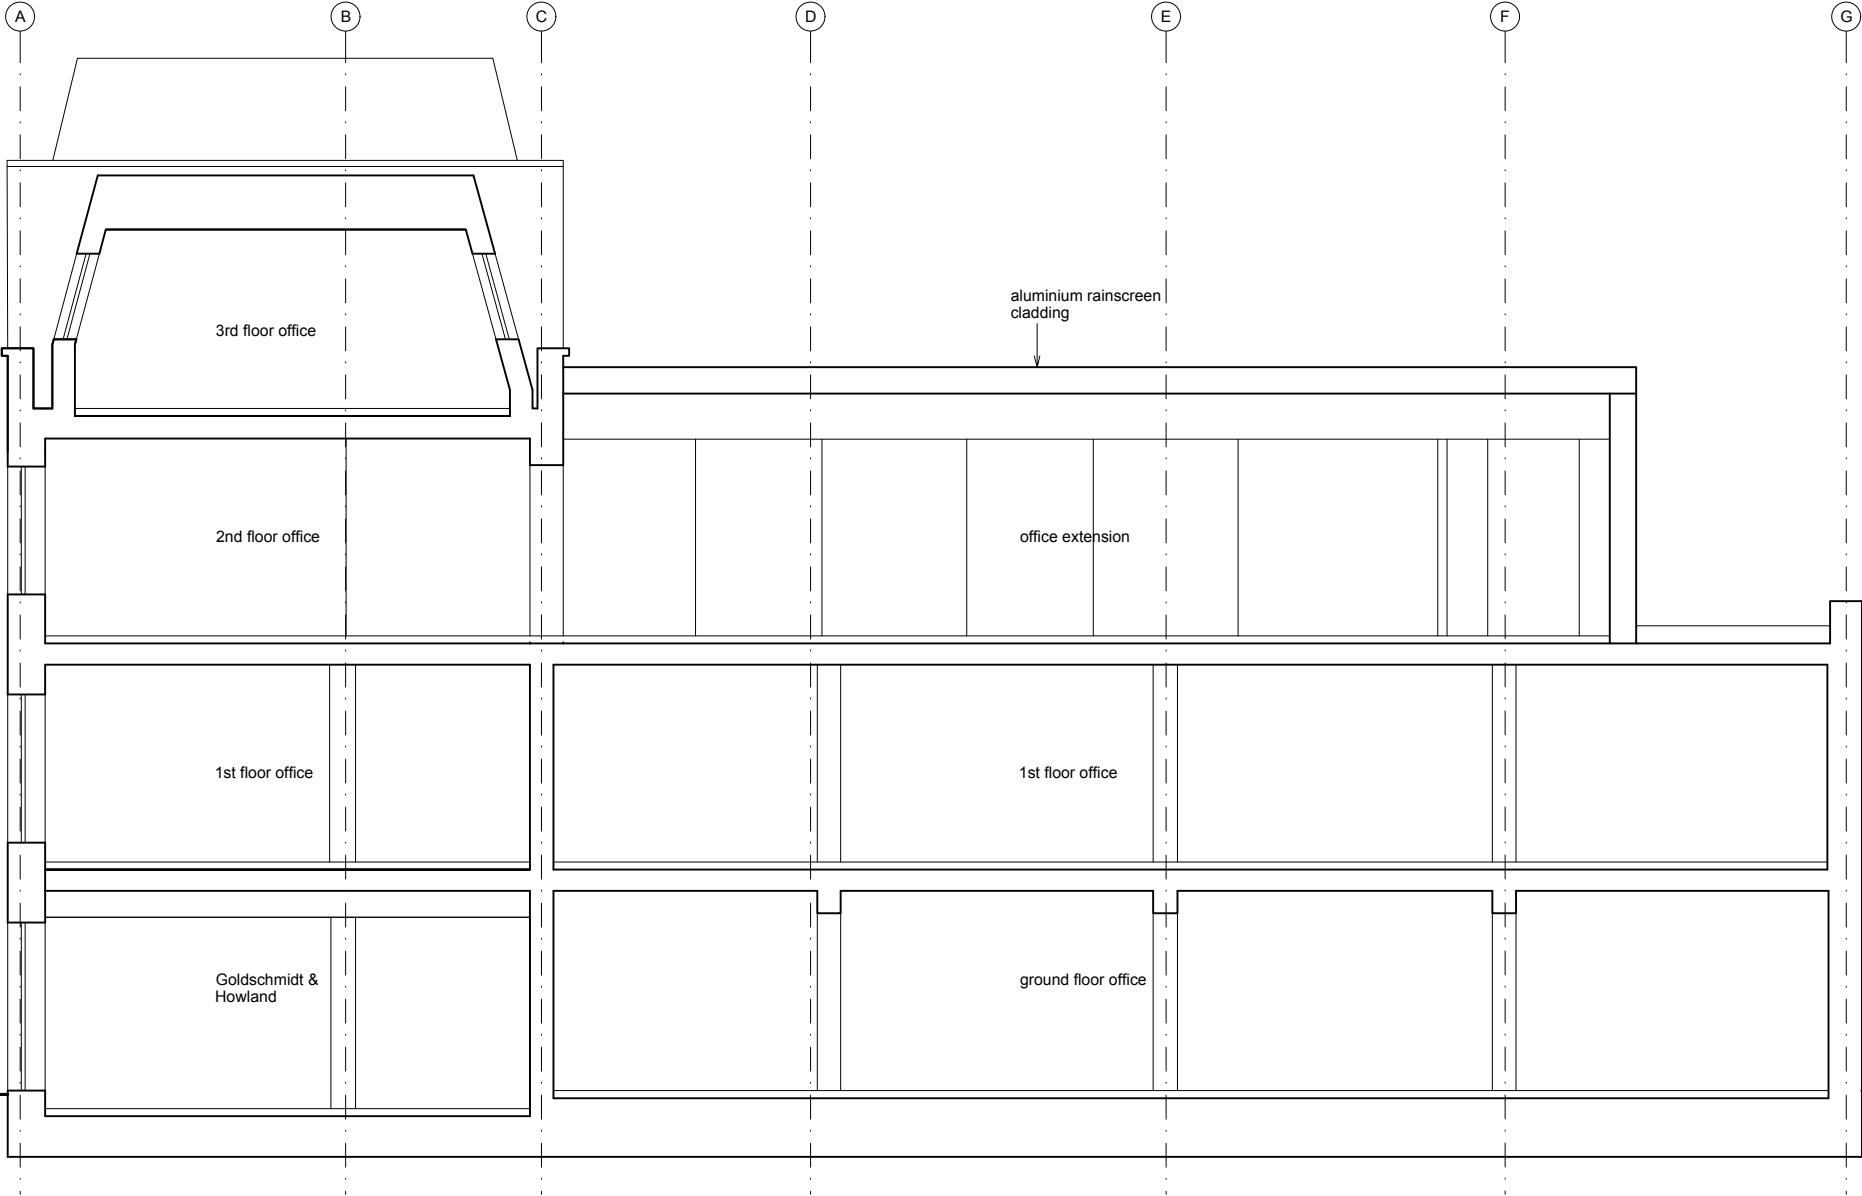 A
B
C
D
E
F
G
aluminium rainscreen
cladding
3rd floor office
2nd floor office
office extension
1st floor office
1st floor office
Goldschmidt &
Howland
ground floor office